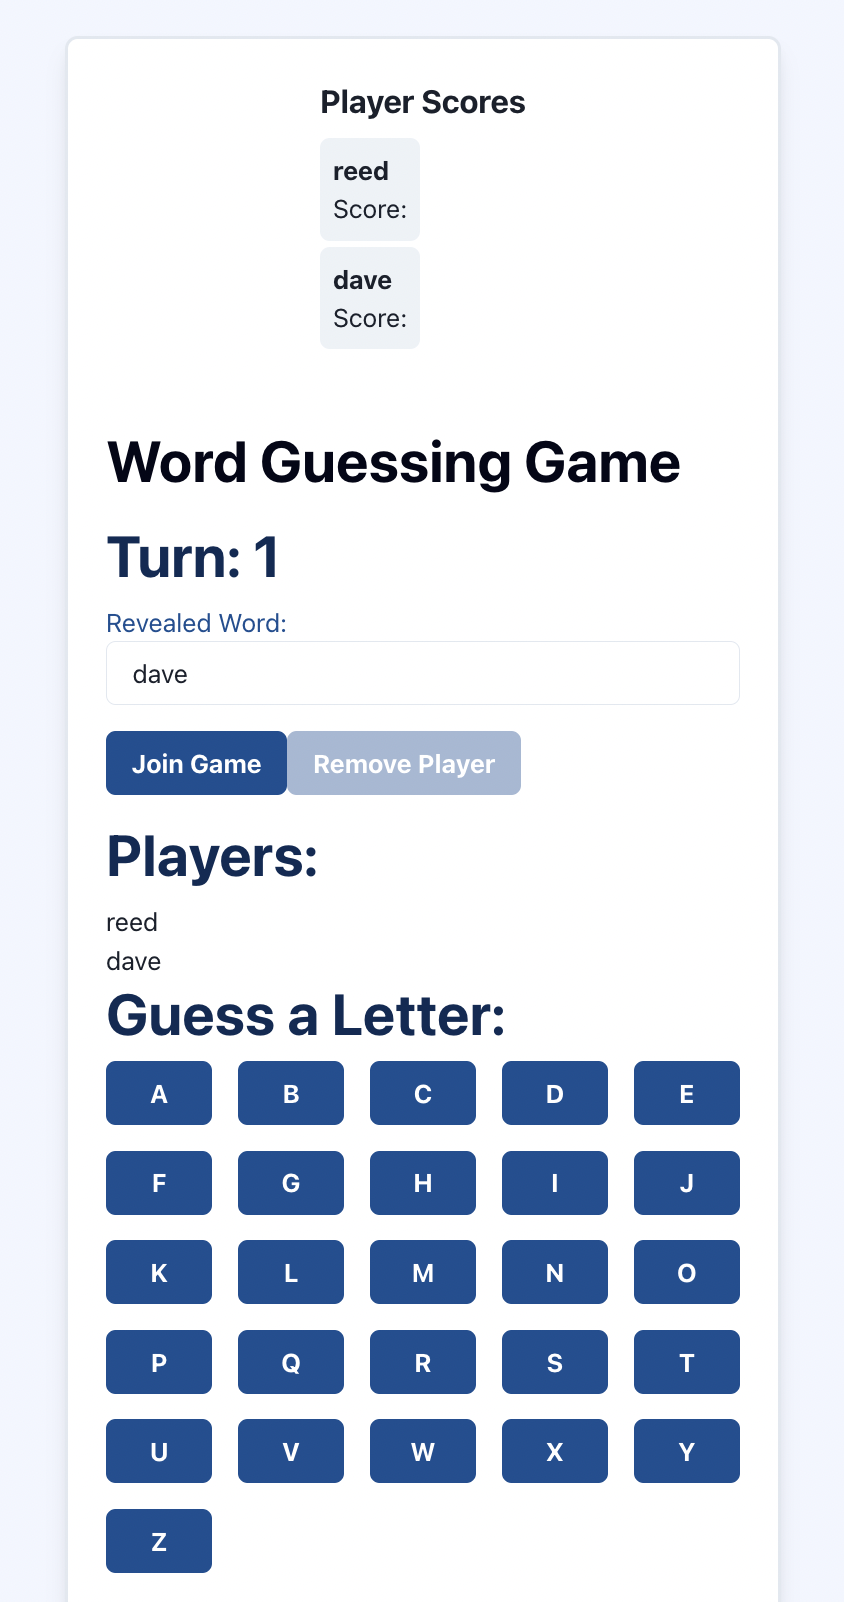 Player Scores
reed
Score:
dave
Score:
Word Guessing Game
Turn: 1
Revealed Word:
dave
Join Game Remove Player
Players:
reed
dave
Guess a Letter:
A B C D E
F G H I J
K L M N O
P Q R S T
U V W X Y
Z